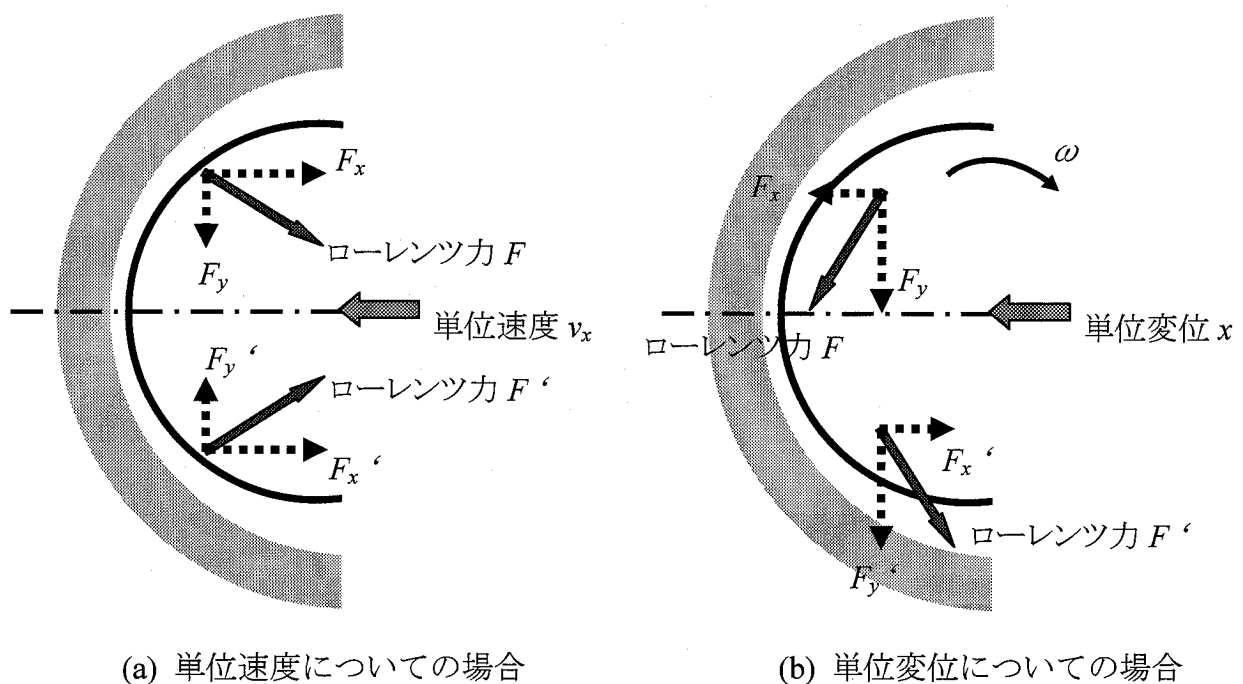 F_x
ローレンツ力 F
F_y
単位速度 v_x
F_y ‘
ローレンツ力 F ‘
F_x ‘
(a) 単位速度についての場合
ω
F_x
F_y
単位変位 x
ローレンツ力 F
F_x ‘
ローレンツ力 F ‘
F_y ‘
(b) 単位変位についての場合